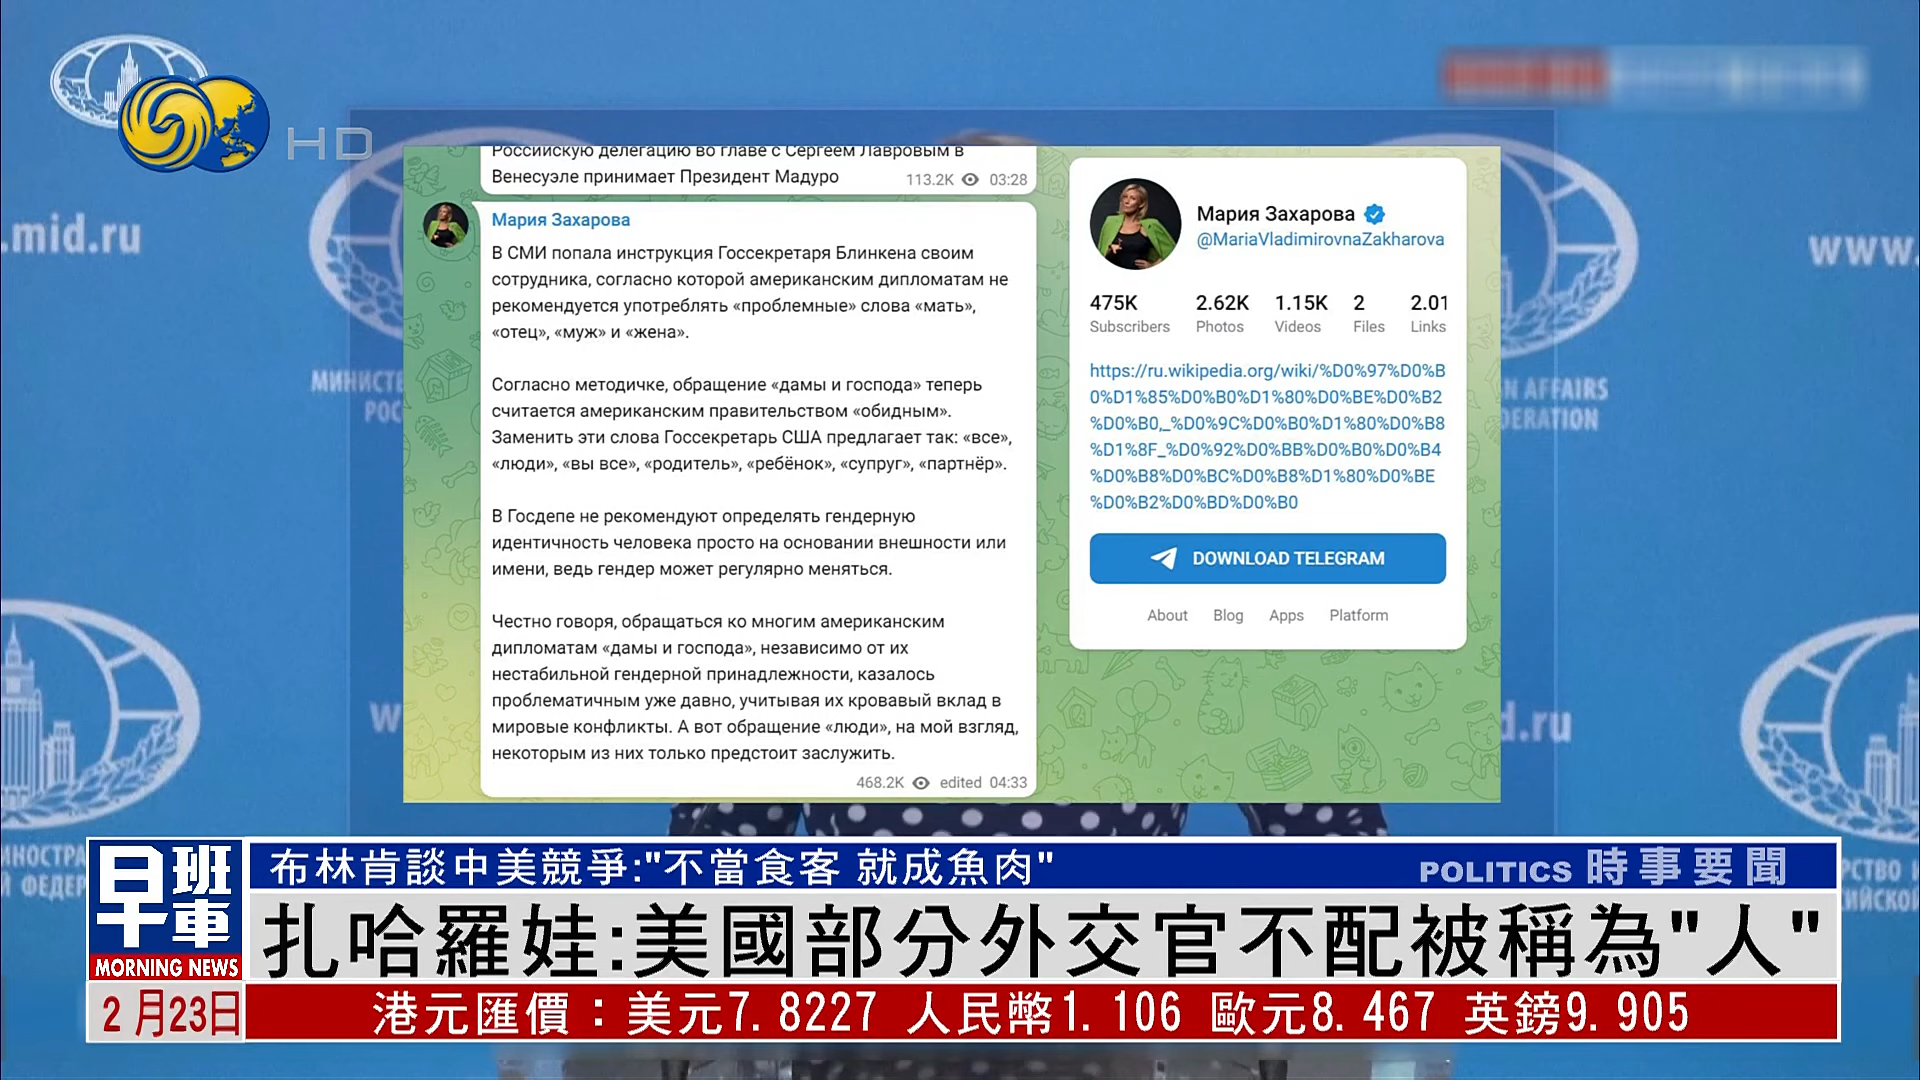 HD
.mid.ru
www.
МИНИСТЕ
РОС
N AFFAIRS
DERATION
Российскую делегацию во главе с Сергеем Лавровым в
Венесуэле принимает Президент Мадуро
113.2K 03:28
Мария Захарова
В СМИ попала инструкция Госсекретаря Блинкена своим
сотрудника, согласно которой американским дипломатам не
рекомендуется употреблять «проблемные» слова «мать»,
«отец», «муж» и «жена».
Согласно методичке, обращение «дамы и господа» теперь
считается американским правительством «обидным».
Заменить эти слова Госсекретарь США предлагает так: «все»,
«люди», «вы все», «родитель», «ребёнок», «супруг», «партнёр».
В Госдепе не рекомендуют определять гендерную
идентичность человека просто на основании внешности или
имени, ведь гендер может регулярно меняться.
Честно говоря, обращаться ко многим американским
дипломатам «дамы и господа», независимо от их
нестабильной гендерной принадлежности, казалось
проблематичным уже давно, учитывая их кровавый вклад в
мировые конфликты. А вот обращение «люди», на мой взгляд,
некоторым из них только предстоит заслужить.
468.2K edited 04:33
Мария Захарова
@MariaVladimirovnaZakharova
475K 2.62K 1.15K 2 2.01
Subscribers Photos Videos Files Links
https://ru.wikipedia.org/wiki/%D0%97%D0%B
0%D1%85%D0%B0%D1%80%D0%BE%D0%B2
%D0%B0,_%D0%9C%D0%B0%D1%80%D0%B8
%D1%8F_%D0%92%D0%BB%D0%B0%D0%B4
%D0%B8%D0%BC%D0%B8%D1%80%D0%BE
%D0%B2%D0%BD%D0%B0
DOWNLOAD TELEGRAM
About Blog Apps Platform
w
d.ru
早班車
MORNING NEWS
布林肯談中美競爭:"不當食客 就成魚肉"
POLITICS 時事要聞
扎哈羅娃:美國部分外交官不配被稱為"人"
2月23日
港元匯價：美元7.8227 人民幣1.106 歐元8.467 英鎊9.905